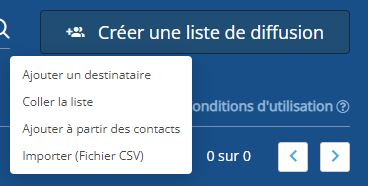 Créer une liste de diffusion
Ajouter un destinataire
Coller la liste
onditions d'utilisation
Ajouter à partir des contacts
Importer (Fichier CSV)
0 sur 0